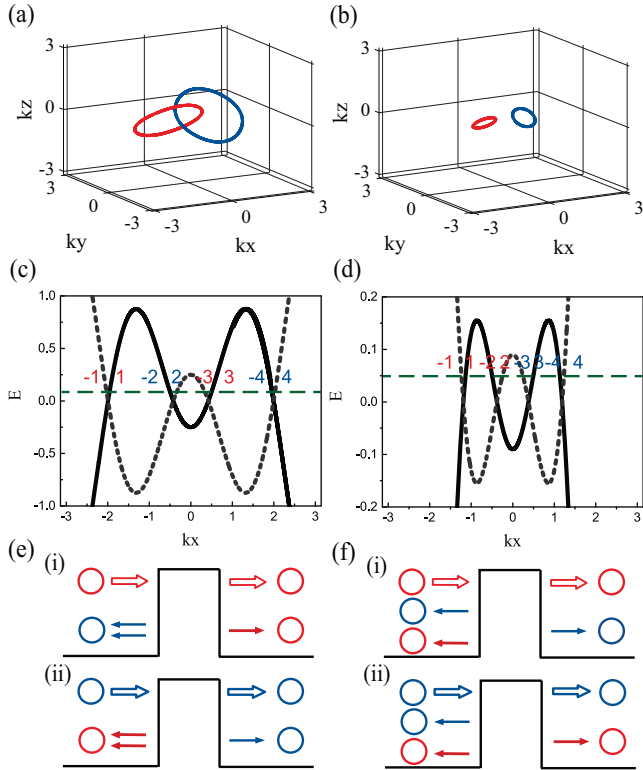 (a)
(b)
3
0
-3
kz
3
0
-3
ky
-3
0
3
kx
3
0
-3
kz
3
0
-3
ky
-3
0
3
kx
(c)
(d)
1.0
0.5
0.0
-0.5
-1.0
E
-1 1 -2 2 -3 3 -4 4
-3 -2 -1 0 1 2 3
kx
0.2
0.1
0.0
-0.1
-0.2
E
-1 1 -2 2 -3 3 -4 4
-3 -2 -1 0 1 2 3
kx
(e)
(i)
(ii)
(f)
(i)
(ii)